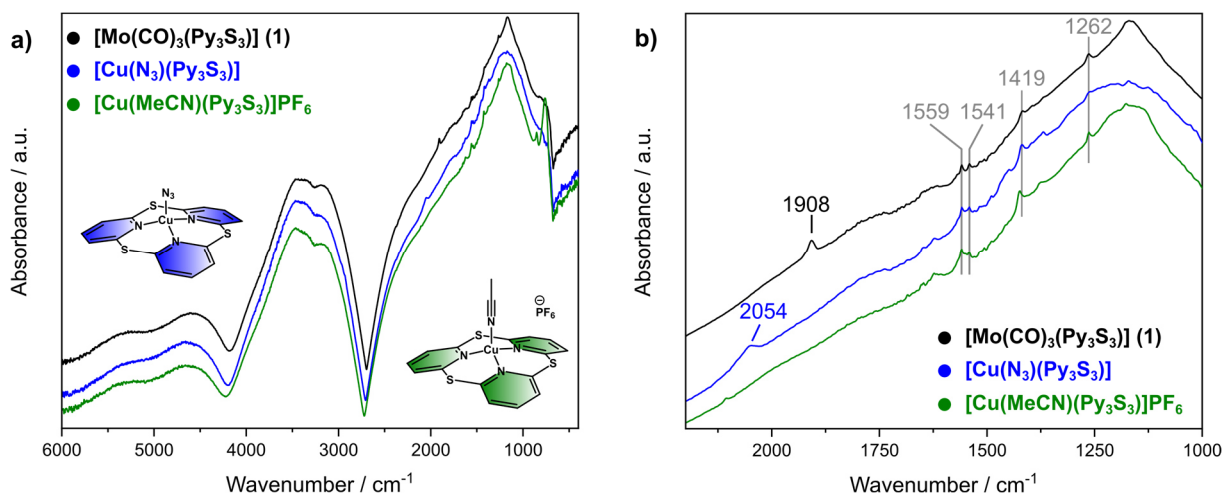 a)
[Mo(CO)₃(Py₃S₃)] (1)
[Cu(N₃)(Py₃S₃)]
[Cu(MeCN)(Py₃S₃)]PF₆
Absorbance / a.u.
N₃
S
N
Cu
N
N
S
S
N
⊖
PF₆
S
Cu
N
N
N
S
S
6000
5000
4000
3000
2000
1000
Wavenumber / cm⁻¹
b)
1262
1419
1559
1541
1908
2054
Absorbance / a.u.
[Mo(CO)₃(Py₃S₃)] (1)
[Cu(N₃)(Py₃S₃)]
[Cu(MeCN)(Py₃S₃)]PF₆
2000
1750
1500
1250
1000
Wavenumber / cm⁻¹